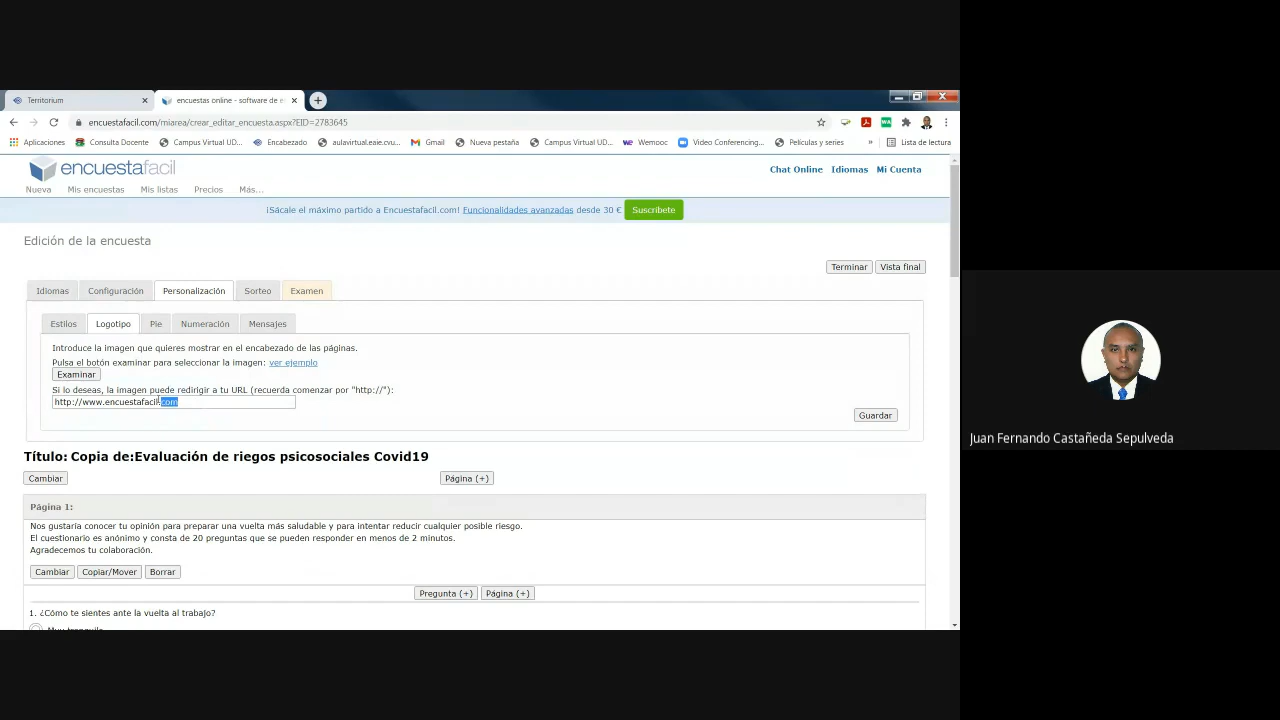 Territorium
encuestas online - software de e
encuestafacil.com/miarea/crear_editar_encuesta.aspx?EID=2783645
Aplicaciones
Consulta Docente
Campus Virtual UD...
Encabezado
aulavirtual.eaie.cvu...
Gmail
Nueva pestaña
Campus Virtual UD...
Wemooc
Video Conferencing...
Películas y series
»
Lista de lectura
encuestafacil
Chat Online Idiomas Mi Cuenta
Nueva Mis encuestas Mis listas Precios Más...
¡Sácale el máximo partido a Encuestafacil.com! Funcionalidades avanzadas desde 30 € Suscríbete
Edición de la encuesta
Terminar Vista final
Idiomas Configuración Personalización Sorteo Examen
Estilos Logotipo Pie Numeración Mensajes
Introduce la imagen que quieres mostrar en el encabezado de las páginas.
Pulsa el botón examinar para seleccionar la imagen: ver ejemplo
Examinar
Si lo deseas, la imagen puede redirigir a tu URL (recuerda comenzar por "http://"):
http://www.encuestafacil.com
Guardar
Título: Copia de:Evaluación de riegos psicosociales Covid19
Cambiar Página (+)
Página 1:
Nos gustaría conocer tu opinión para preparar una vuelta más saludable y para intentar reducir cualquier posible riesgo.
El cuestionario es anónimo y consta de 20 preguntas que se pueden responder en menos de 2 minutos.
Agradecemos tu colaboración.
Cambiar Copiar/Mover Borrar
Pregunta (+) Página (+)
1. ¿Cómo te sientes ante la vuelta al trabajo?
Muy tranquilo
Juan Fernando Castañeda Sepulveda